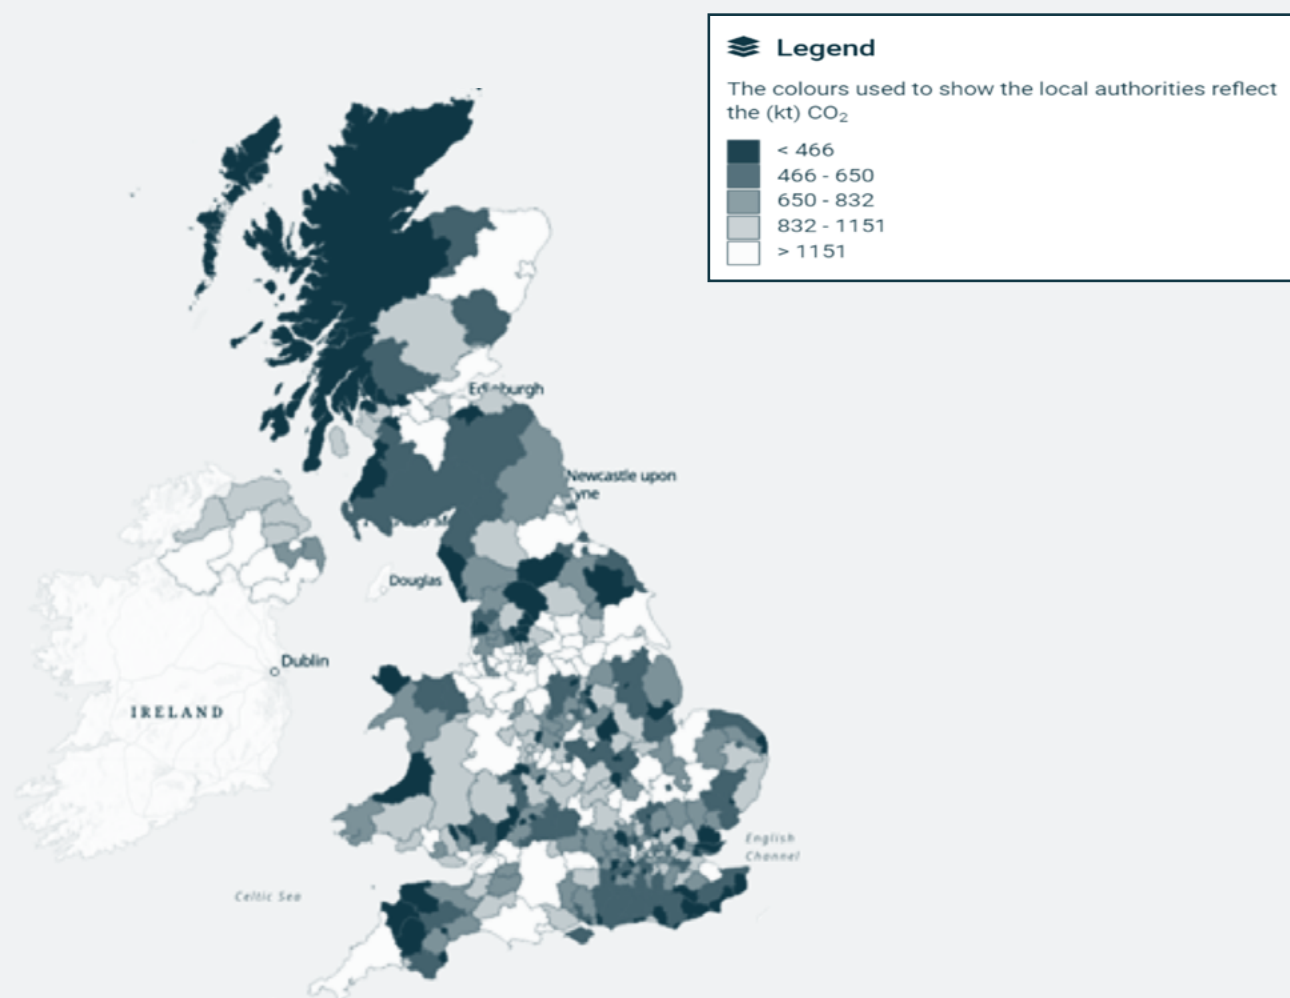 Legend
The colours used to show the local authorities reflect
the (kt) CO₂
< 466
466 - 650
650 - 832
832 - 1151
> 1151
Edinburgh
Newcastle upon
Tyne
Douglas
Dublin
IRELAND
English
Channel
Celtic Sea